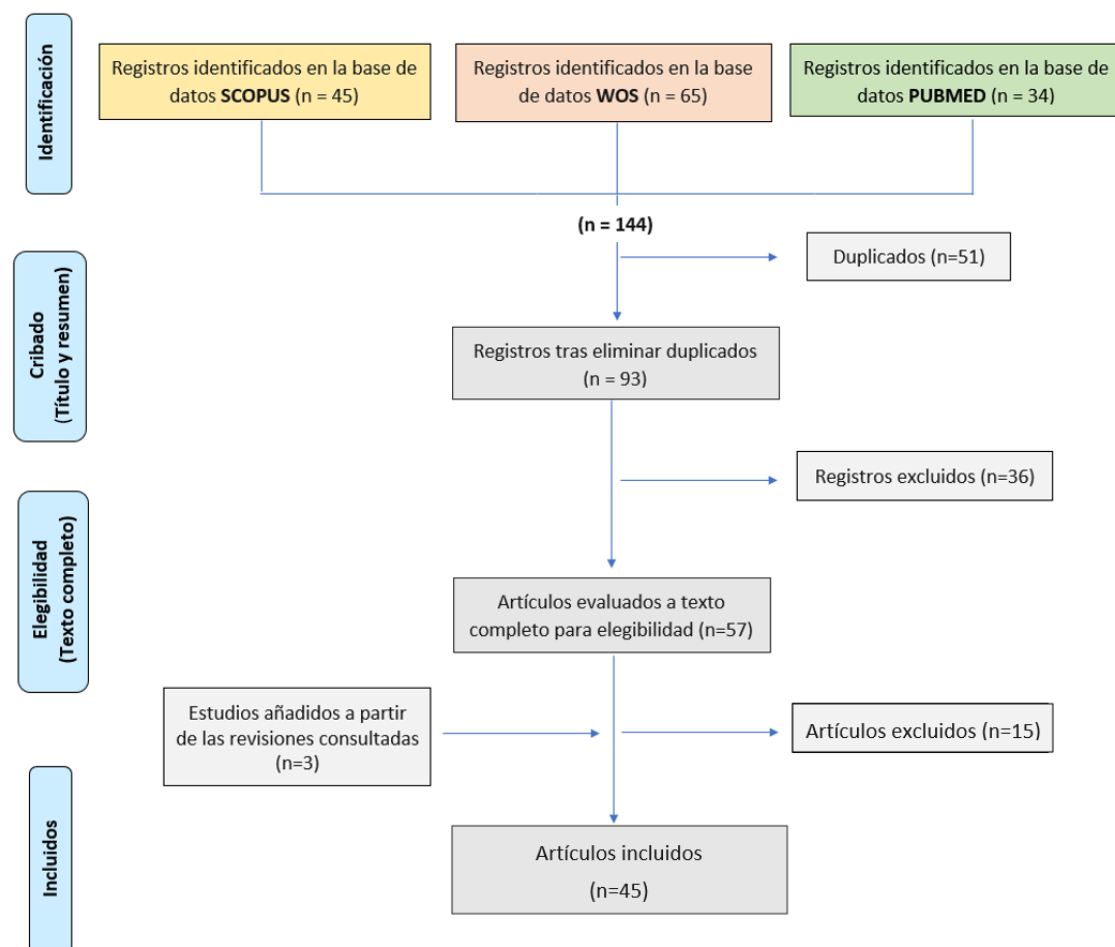 Identificación
Registros identificados en la base de
datos SCOPUS (n = 45)
Registros identificados en la base
de datos WOS (n = 65)
Registros identificados en la base
de datos PUBMED (n = 34)
(n = 144)
Cribado
(Título y resumen)
Duplicados (n=51)
Registros tras eliminar duplicados
(n = 93)
Registros excluidos (n=36)
Elegibilidad
(Texto completo)
Artículos evaluados a texto
completo para elegibilidad (n=57)
Estudios añadidos a partir
de las revisiones consultadas
(n=3)
Artículos excluidos (n=15)
Incluidos
Artículos incluidos
(n=45)